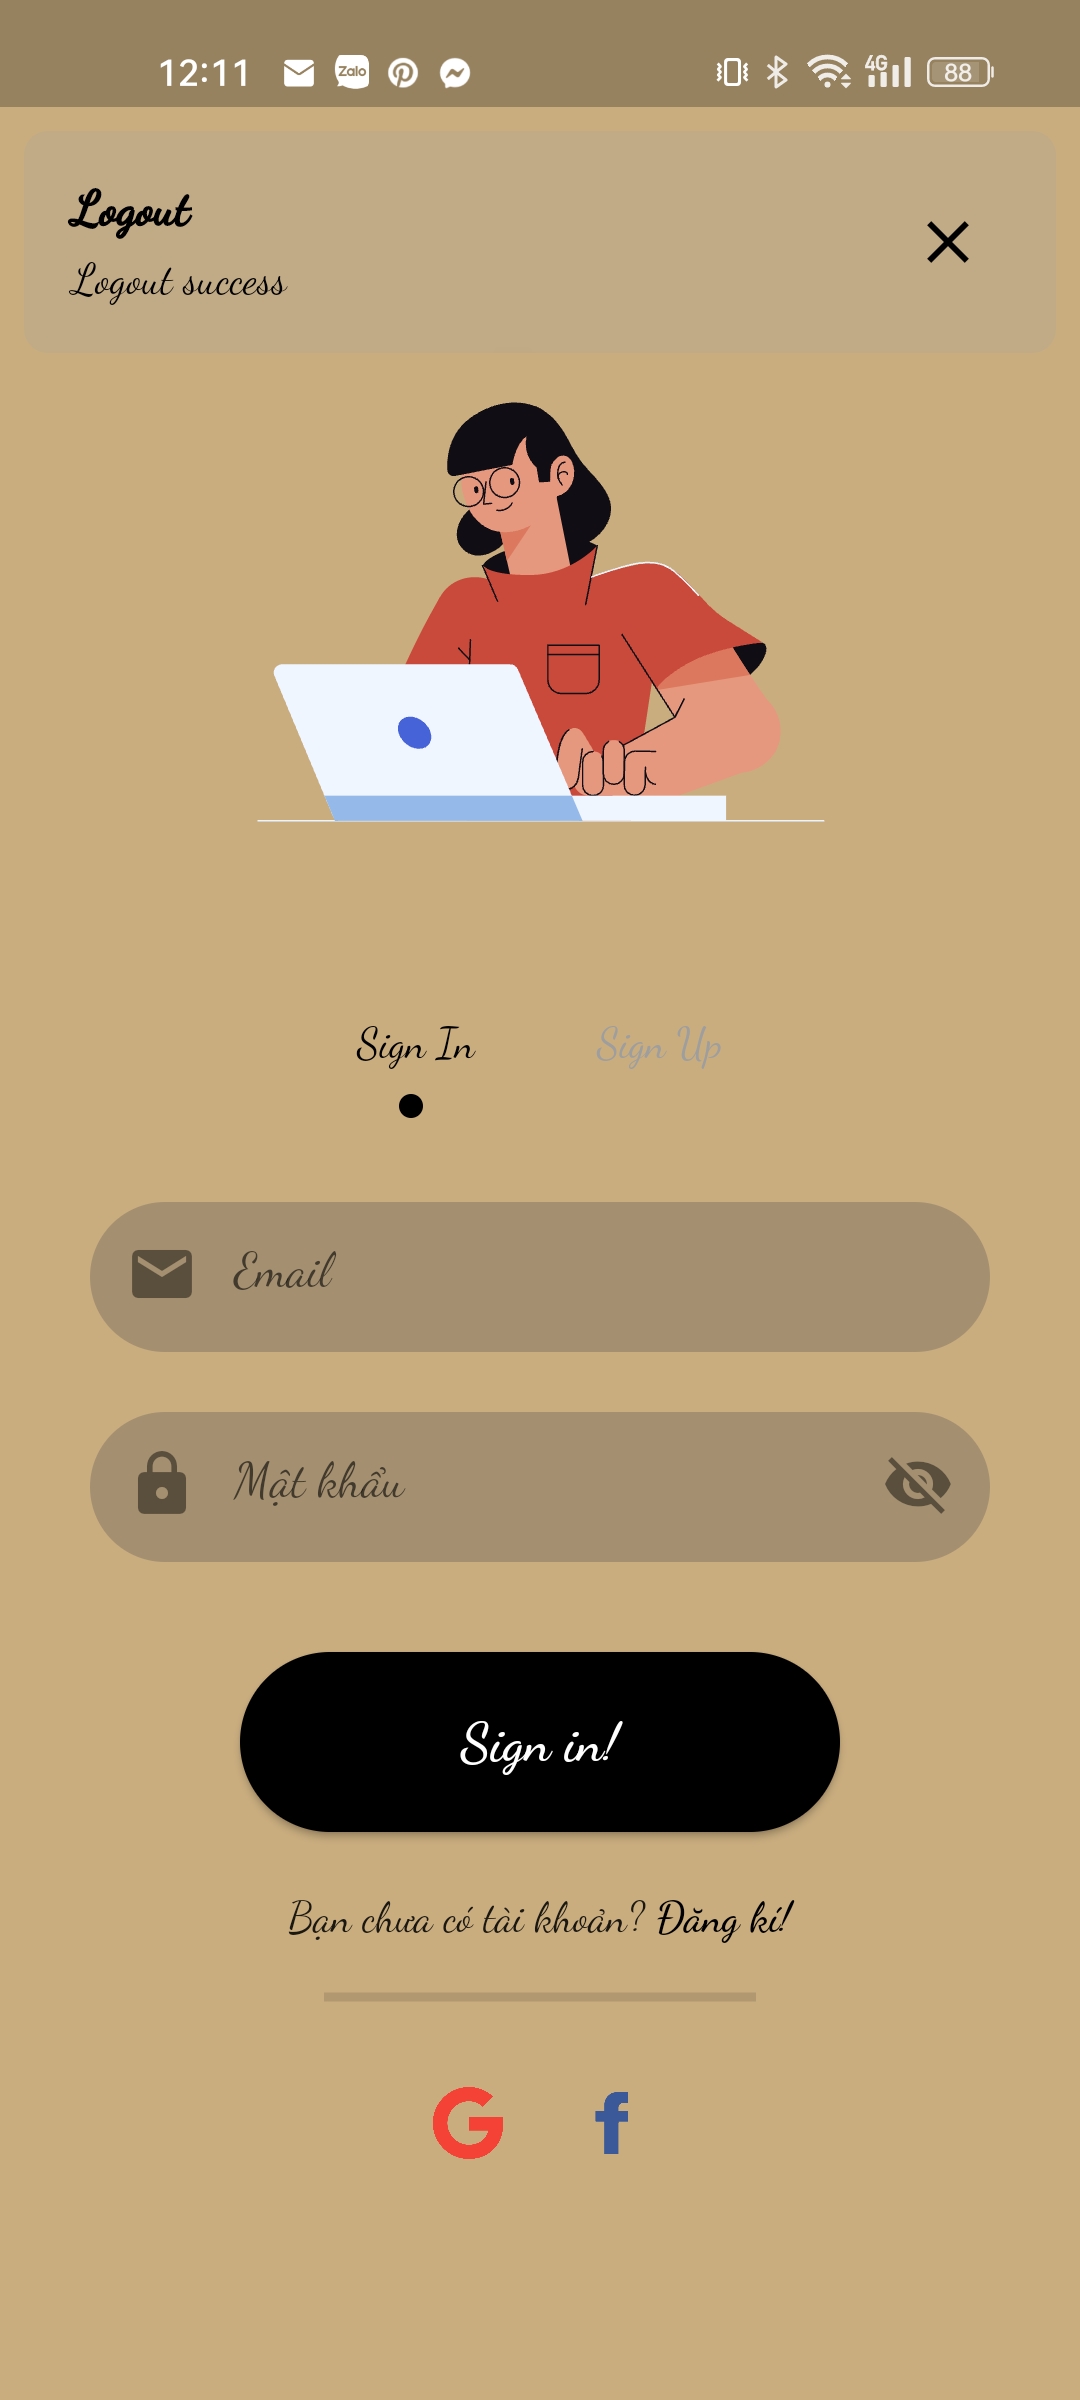 12:11 Zalo 4G 88
Logout
Logout success
Sign In Sign Up
Email
Mật khẩu
Sign in!
Bạn chưa có tài khoản? Đăng kí!